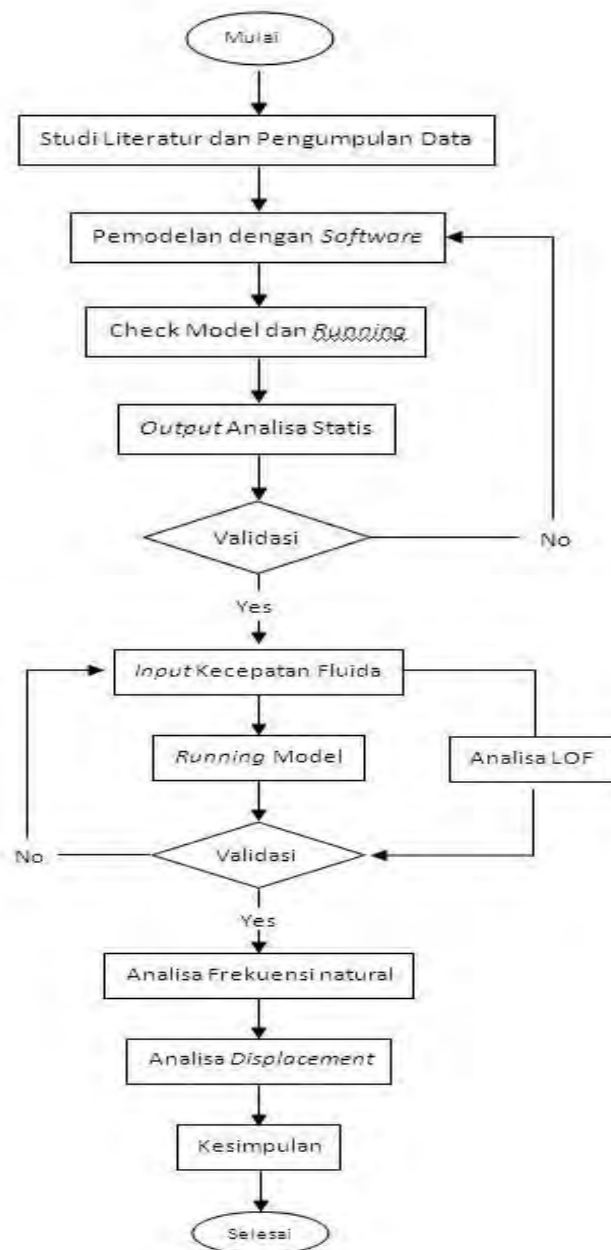 Mulai
Studi Literatur dan Pengumpulan Data
Pemodelan dengan Software
Check Model dan Running
Output Analisa Statis
Validasi
No
Yes
Input Kecepatan Fluida
Running Model
Analisa LOF
Validasi
No
Yes
Analisa Frekuensi natural
Analisa Displacement
Kesimpulan
Selesai